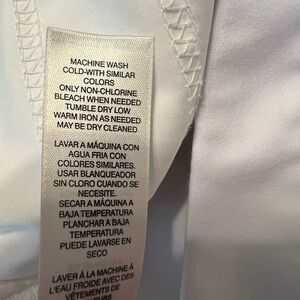 MACHINE WASH
COLD-WITH SIMILAR
COLORS
ONLY NON-CHLORINE
BLEACH WHEN NEEDED
TUMBLE DRY LOW
WARM IRON AS NEEDED
MAY BE DRY CLEANED
LAVAR A MÁQUINA CON
AGUA FRIA CON
COLORES SIMILARES.
USAR BLANQUEADOR
SIN CLORO CUANDO SE
NECESITE.
SECAR A MÁQUINA A
BAJA TEMPERATURA
PLANCHAR A BAJA
TEMPERATURA
PUEDE LAVARSE EN
SECO
LAVER À LA MACHINE À
L'EAU FROIDE AVEC DES
VÊTEMENTS DE